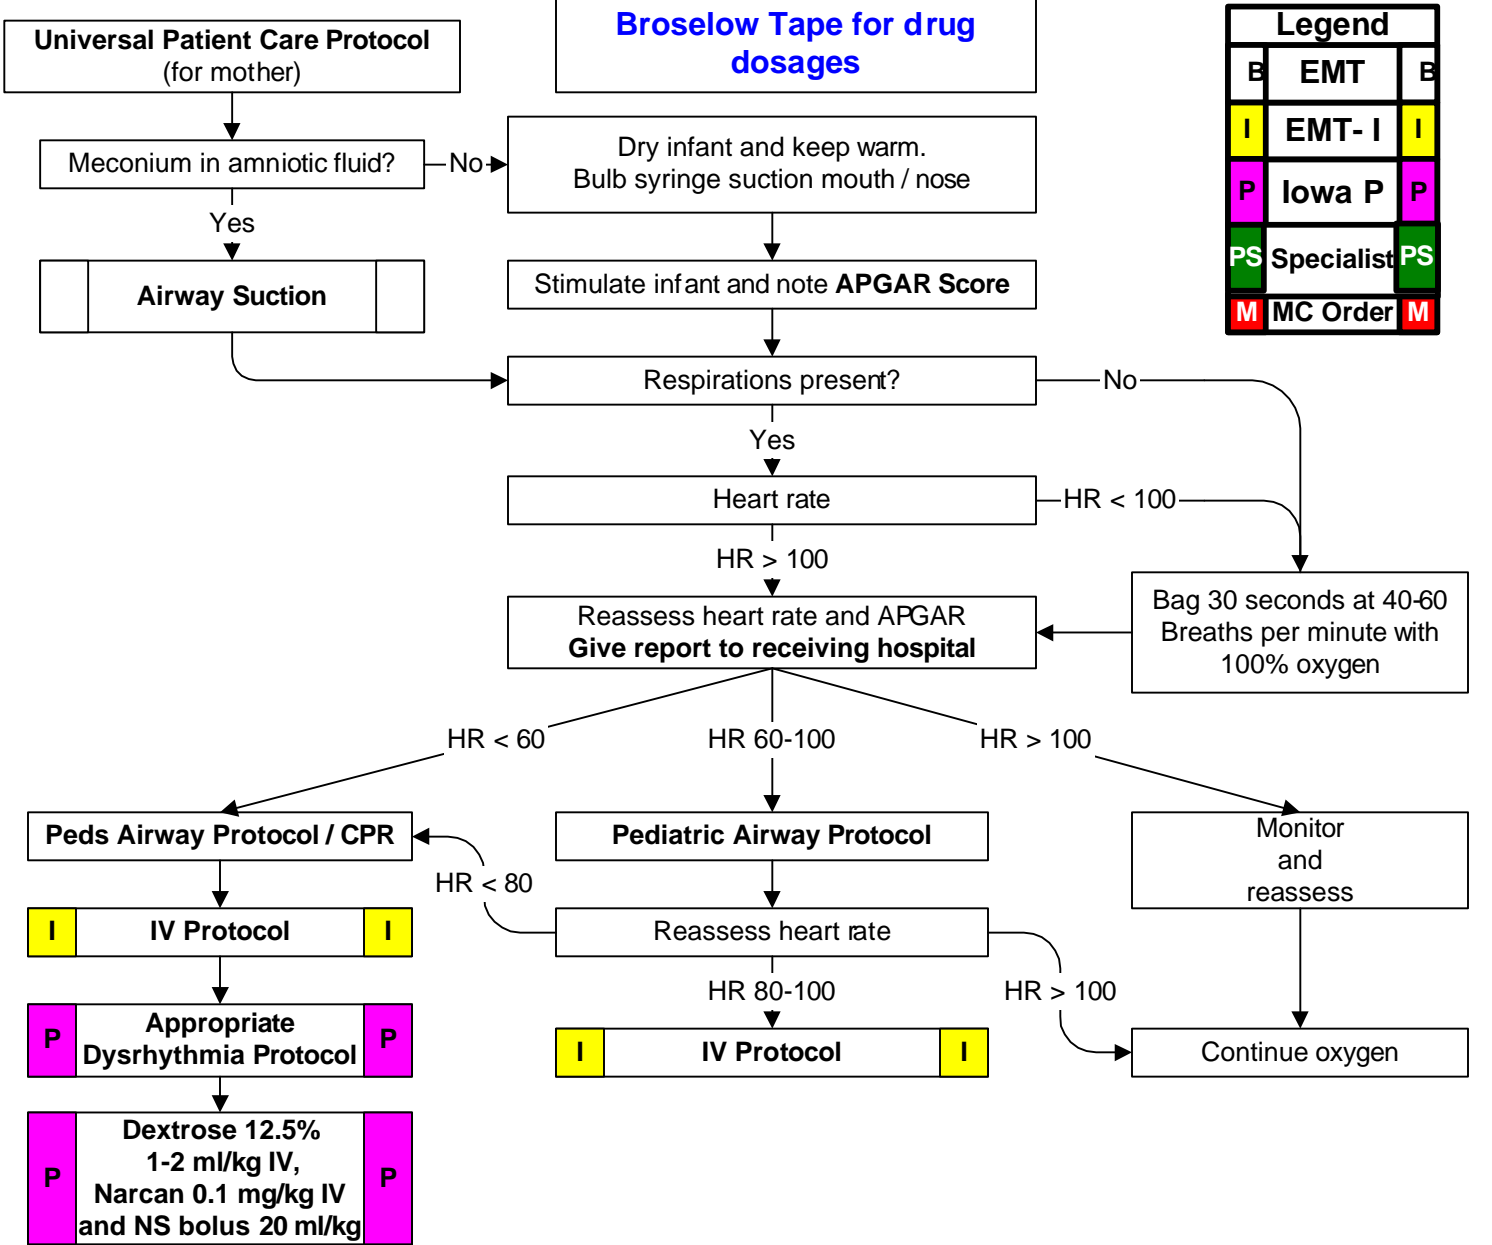 Broselow Tape for drug
dosages
Universal Patient Care Protocol
(for mother)
Legend
B EMT B
I EMT- I I
P Iowa P P
PS Specialist PS
M MC Order M
Meconium in amniotic fluid?
No
Dry infant and keep warm.
Bulb syringe suction mouth / nose
Yes
Airway Suction
Stimulate infant and note APGAR Score
Respirations present?
No
Yes
Heart rate
HR < 100
HR > 100
Reassess heart rate and APGAR
Give report to receiving hospital
Bag 30 seconds at 40-60
Breaths per minute with
100% oxygen
HR < 60
HR 60-100
HR > 100
Peds Airway Protocol / CPR
Pediatric Airway Protocol
Monitor
and
reassess
HR < 80
I IV Protocol I
Reassess heart rate
HR 80-100
HR > 100
P Appropriate P
Dysrhythmia Protocol
I IV Protocol I
Continue oxygen
Dextrose 12.5%
1-2 ml/kg IV,
P P
Narcan 0.1 mg/kg IV
and NS bolus 20 ml/kg